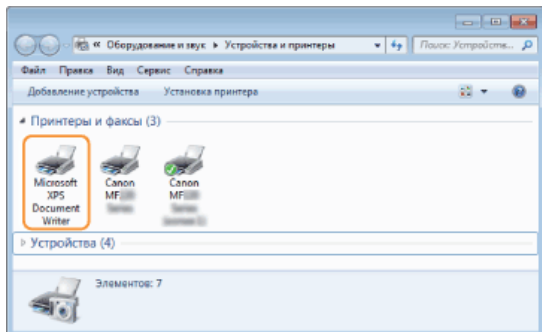 « Оборудование и звук ▸ Устройства и принтеры
Поиск: Устройств...
Файл Правка Вид Сервис Справка
Добавление устройства Установка принтера
Принтеры и факсы (3)
Microsoft XPS Document Writer
Canon MF
Canon MF
Устройства (4)
Элементов: 7